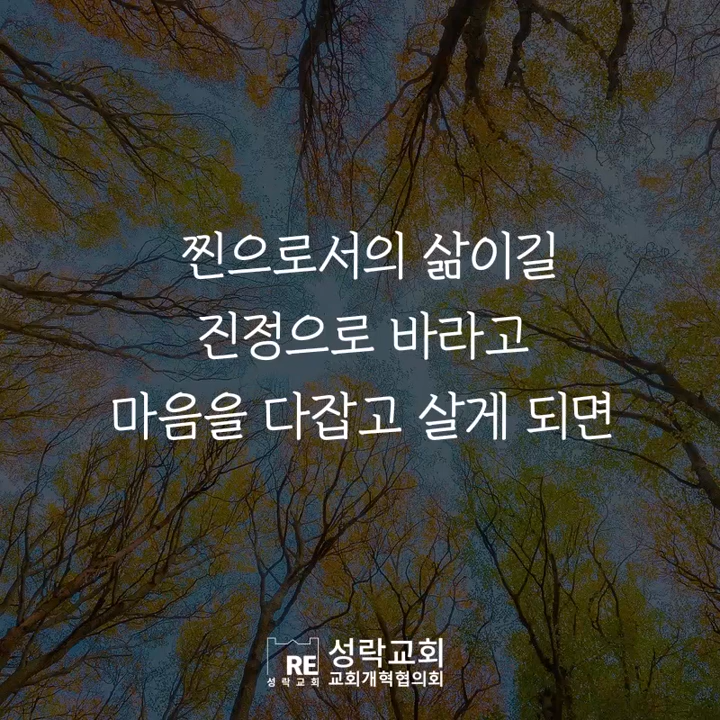 찐으로서의 삶이길
진정으로 바라고
마음을 다잡고 살게 되면
RE
성락교회
성락교회
교회개혁협의회